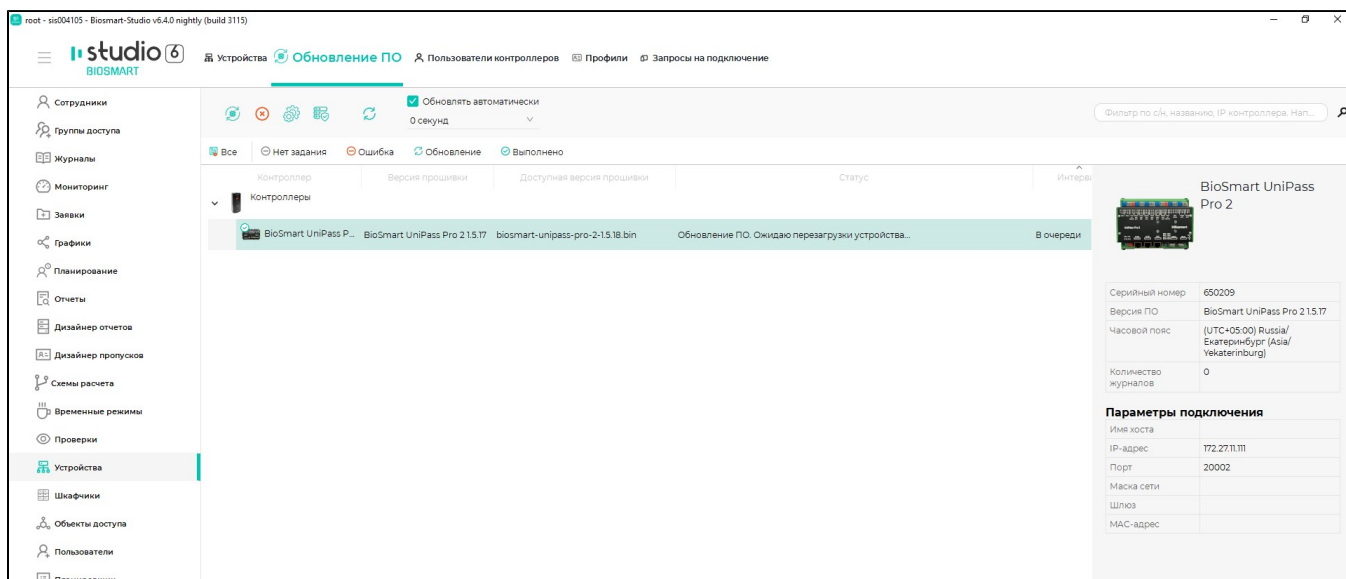 root - sis004105 - Biosmart-Studio v6.4.0 nightly (build 3115)
studio 6
BIOSMART
Устройства Обновление ПО Пользователи контроллеров Профили Запросы на подключение
Сотрудники
Группы доступа
Журналы
Мониторинг
Заявки
Графики
Планирование
Отчеты
Дизайнер отчетов
Дизайнер пропусков
Схемы расчета
Временные режимы
Проверки
Устройства
Шкафчики
Объекты доступа
Пользователи
Обновлять автоматически
0 секунд
Фильтр по с/н, названию, IP контроллера. Нап...
Все Нет задания Ошибка Обновление Выполнено
Контроллер Версия прошивки Доступная версия прошивки Статус Интерва
Контроллеры
BioSmart UniPass P... BioSmart UniPass Pro 2 1.5.17 biosmart-unipass-pro-2-1.5.18.bin Обновление ПО. Ожидаю перезагрузки устройства... В очереди
BioSmart UniPass
Pro 2
Серийный номер 650209
Версия ПО BioSmart UniPass Pro 2 1.5.17
Часовой пояс (UTC+05:00) Russia/
Екатеринбург (Asia/
Yekaterinburg)
Количество 0
журналов
Параметры подключения
Имя хоста
IP-адрес 172.27.11.111
Порт 20002
Маска сети
Шлюз
MAC-адрес